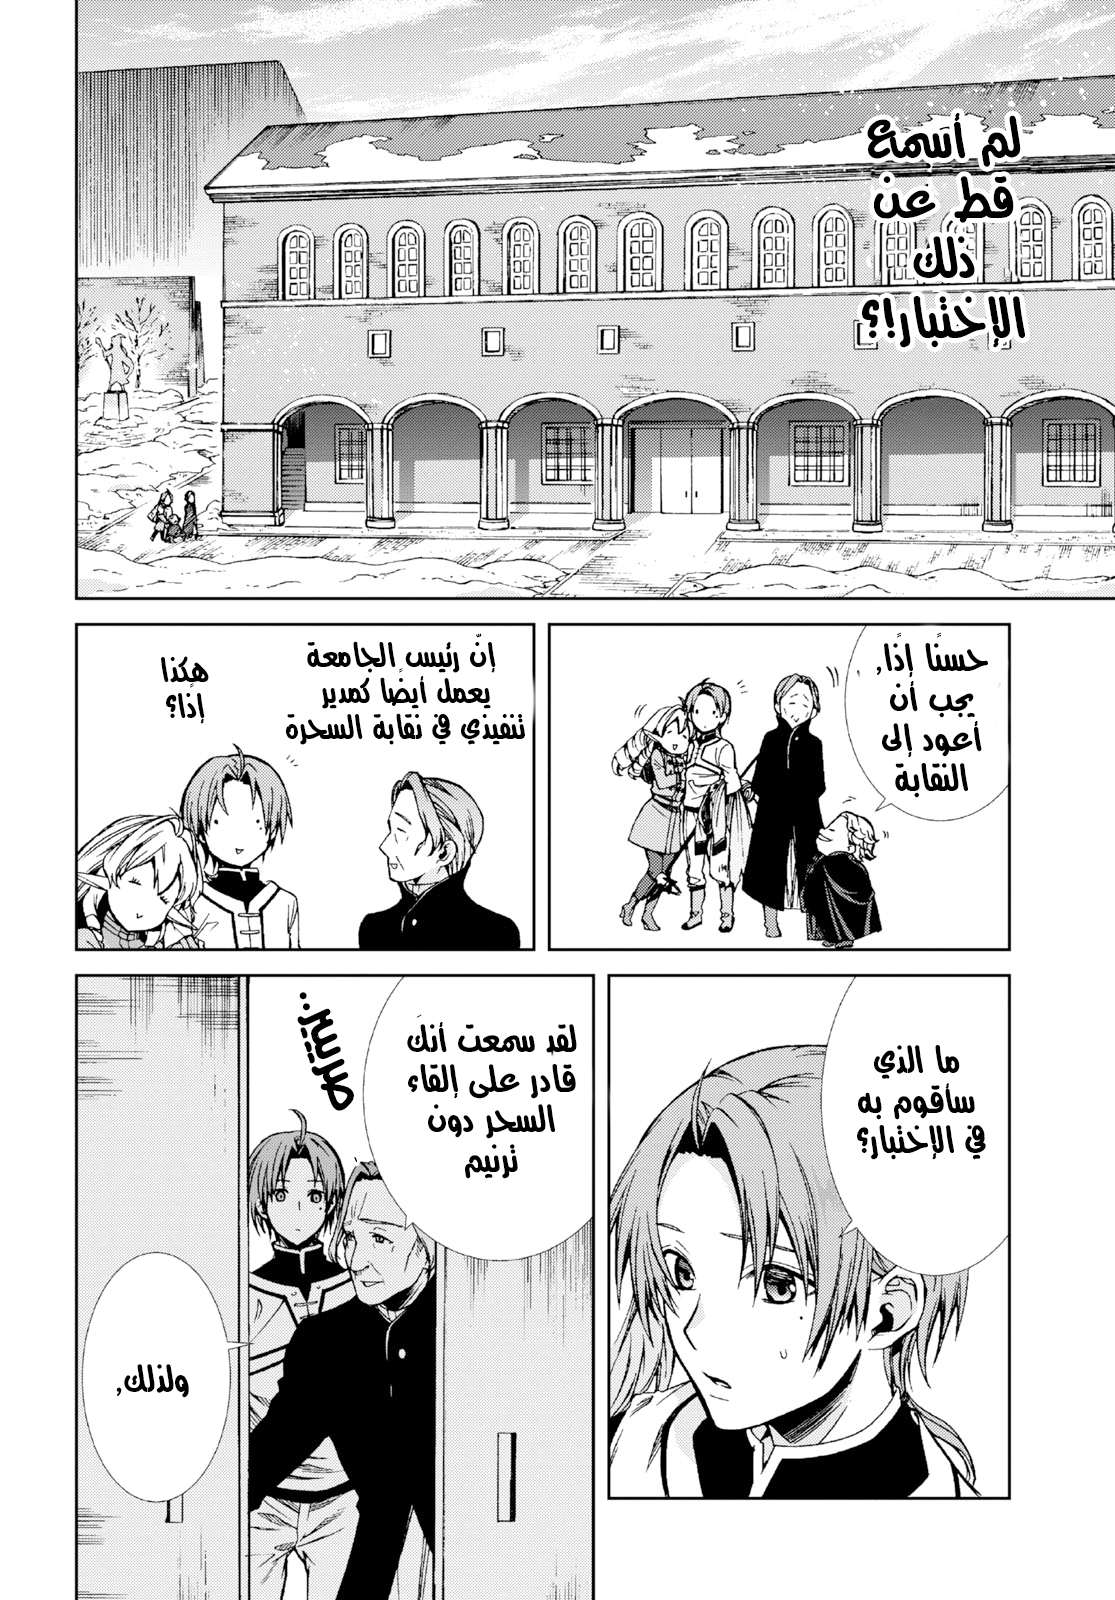 لم أسمع
قط عن
ذلك
الإختبار!؟
حسنًا إذًا,
يجب أن
أعود إلى
النقابة
إنّ رئيس الجامعة
يعمل أيضًا كمدير
تنفيذي في نقابة السحرة
هكذا
إذًا؟
ما الذي
سأقوم به
في الإختبار؟
لقد سمعت أنك
قادر على إلقاء
السحر دون
ترنيم
صرييير..
ولذلك,